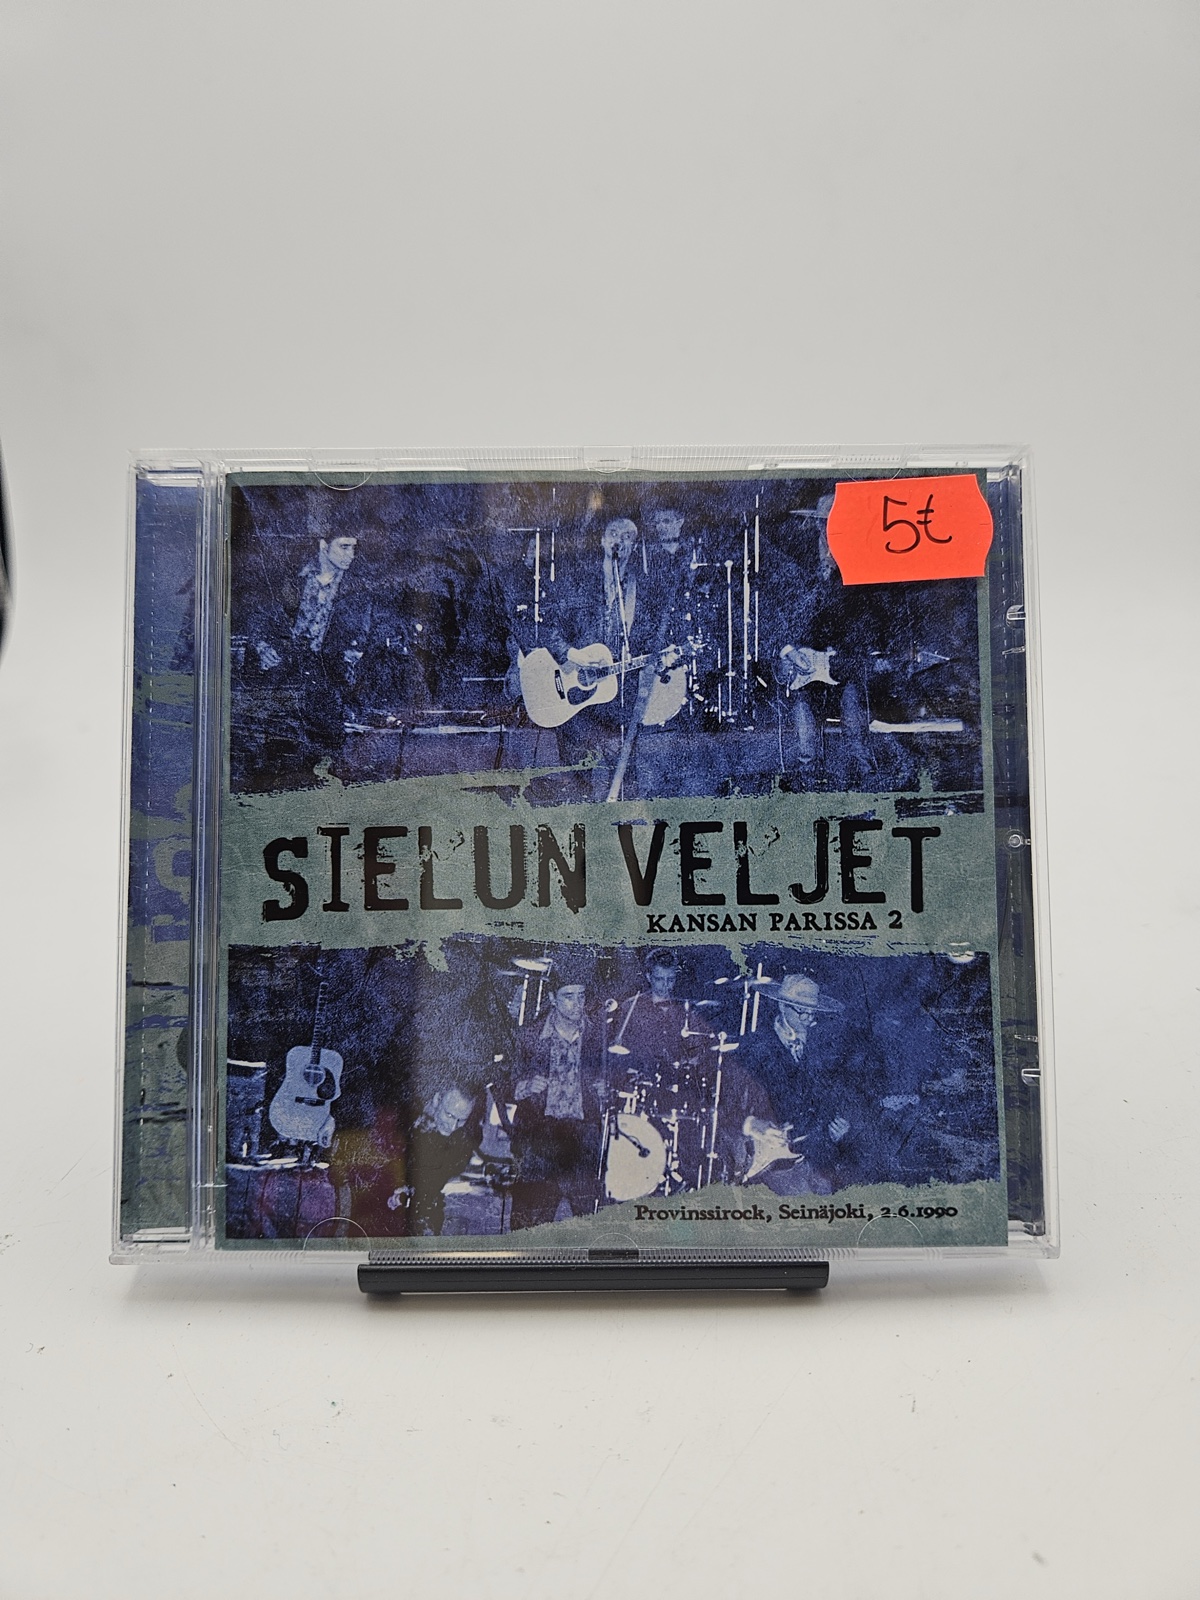 5€
SIELUN VELJET
KANSAN PARISSA 2
Provinssirock, Seinäjoki, 2.6.1990